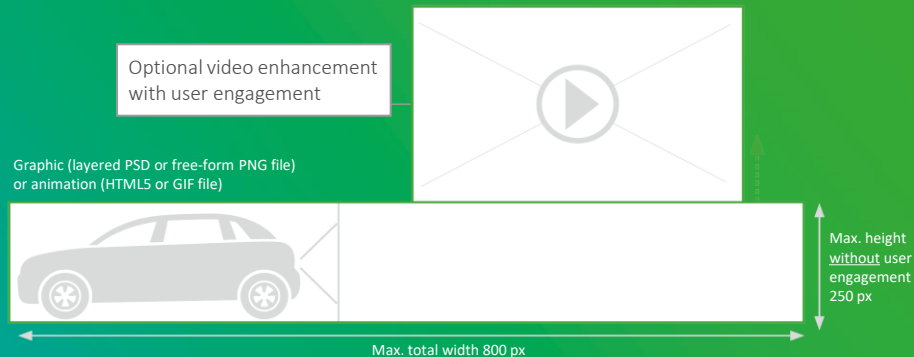 Optional video enhancement
with user engagement
Graphic (layered PSD or free-form PNG file)
or animation (HTML5 or GIF file)
Max. height
without user
engagement
250 px
Max. total width 800 px